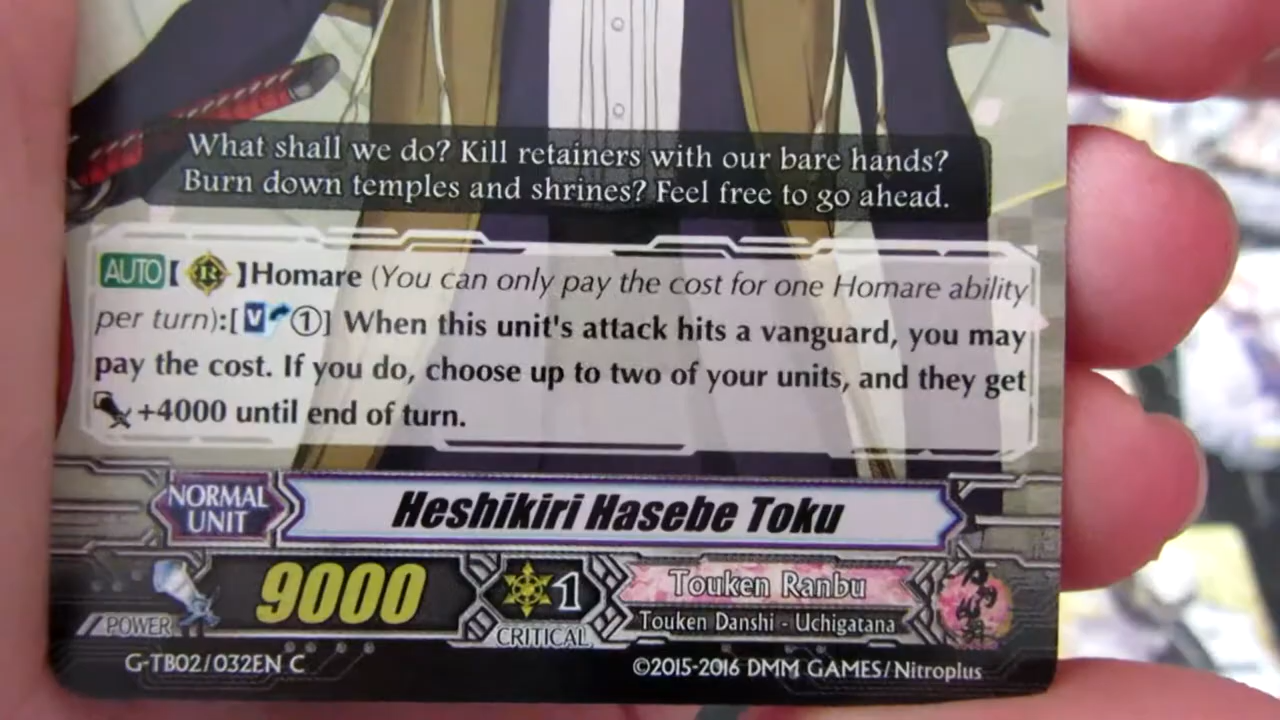 What shall we do? Kill retainers with our bare hands?
Burn down temples and shrines? Feel free to go ahead.
AUTO【 R 】Homare (You can only pay the cost for one Homare ability
per turn):[V ①] When this unit's attack hits a vanguard, you may
pay the cost. If you do, choose up to two of your units, and they get
+4000 until end of turn.
NORMAL UNIT
Heshikiri Hasebe Toku
POWER 9000
1 CRITICAL
Touken Ranbu
Touken Danshi - Uchigatana
G-TB02/032EN C
©2015-2016 DMM GAMES/Nitroplus